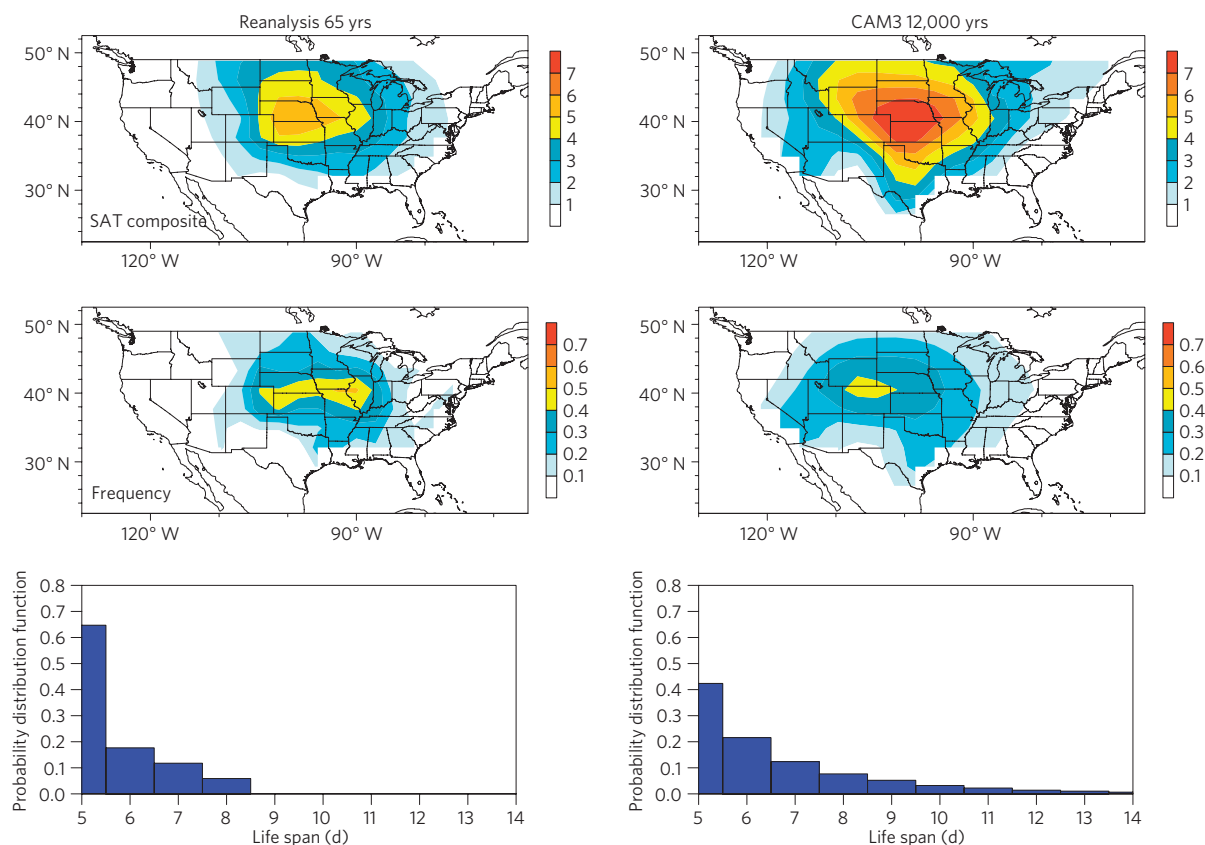 Reanalysis 65 yrs
50° N
40° N
30° N
SAT composite
120° W
90° W
7
6
5
4
3
2
1
CAM3 12,000 yrs
50° N
40° N
30° N
120° W
90° W
7
6
5
4
3
2
1
50° N
40° N
30° N
Frequency
120° W
90° W
0.7
0.6
0.5
0.4
0.3
0.2
0.1
50° N
40° N
30° N
120° W
90° W
0.7
0.6
0.5
0.4
0.3
0.2
0.1
Probability distribution function
0.8
0.7
0.6
0.5
0.4
0.3
0.2
0.1
0.0
5 6 7 8 9 10 11 12 13 14
Life span (d)
Probability distribution function
0.8
0.7
0.6
0.5
0.4
0.3
0.2
0.1
0.0
5 6 7 8 9 10 11 12 13 14
Life span (d)